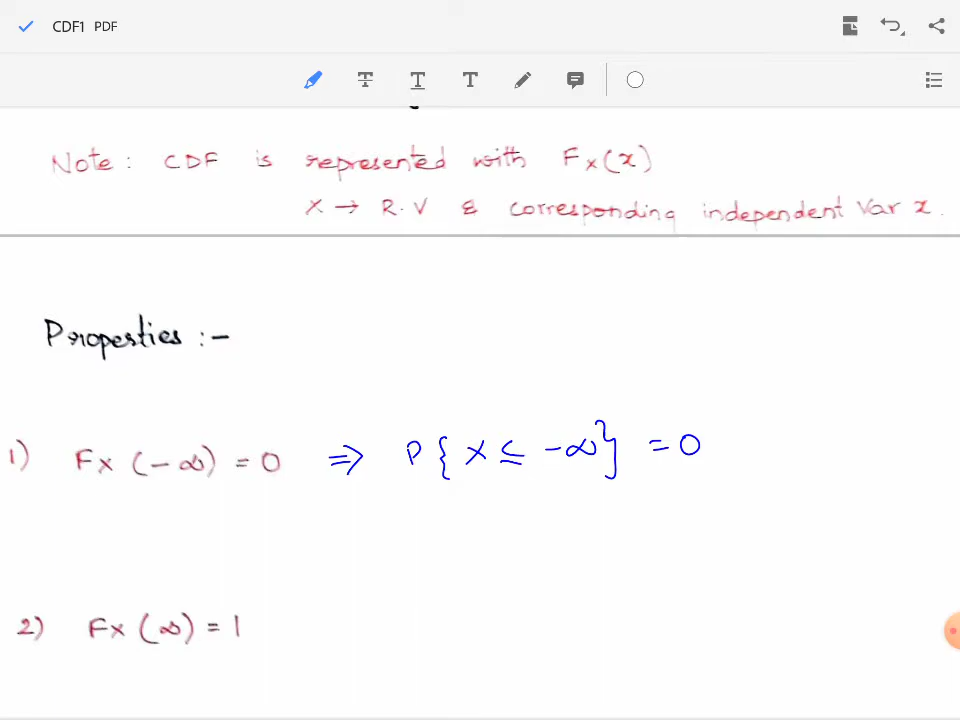 CDF1 PDF
Note: CDF is represented with Fx(x)
X → R.V & corresponding independent Var x.
Properties :-
1) Fx (-∞) = 0 ⇒ P{ X ≤ -∞} = 0
2) Fx (∞) = 1